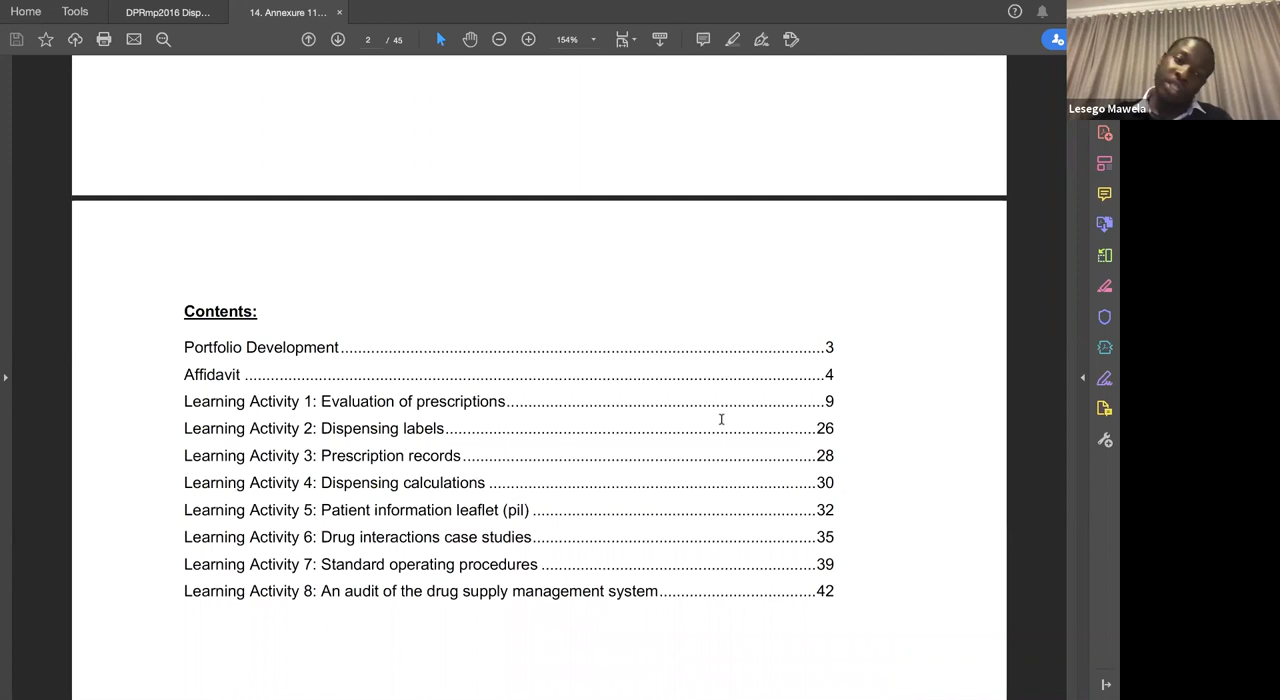 Home Tools DPRmp2016 Disp... 14. Annexure 11... ×
2 / 45 154%
Lesego Mawela
Contents:
Portfolio Development.................................................................................................................3
Affidavit .......................................................................................................................................4
Learning Activity 1: Evaluation of prescriptions..........................................................................9
Learning Activity 2: Dispensing labels......................................................................................26
Learning Activity 3: Prescription records..................................................................................28
Learning Activity 4: Dispensing calculations ............................................................................30
Learning Activity 5: Patient information leaflet (pil) ..................................................................32
Learning Activity 6: Drug interactions case studies..................................................................35
Learning Activity 7: Standard operating procedures ................................................................39
Learning Activity 8: An audit of the drug supply management system....................................42